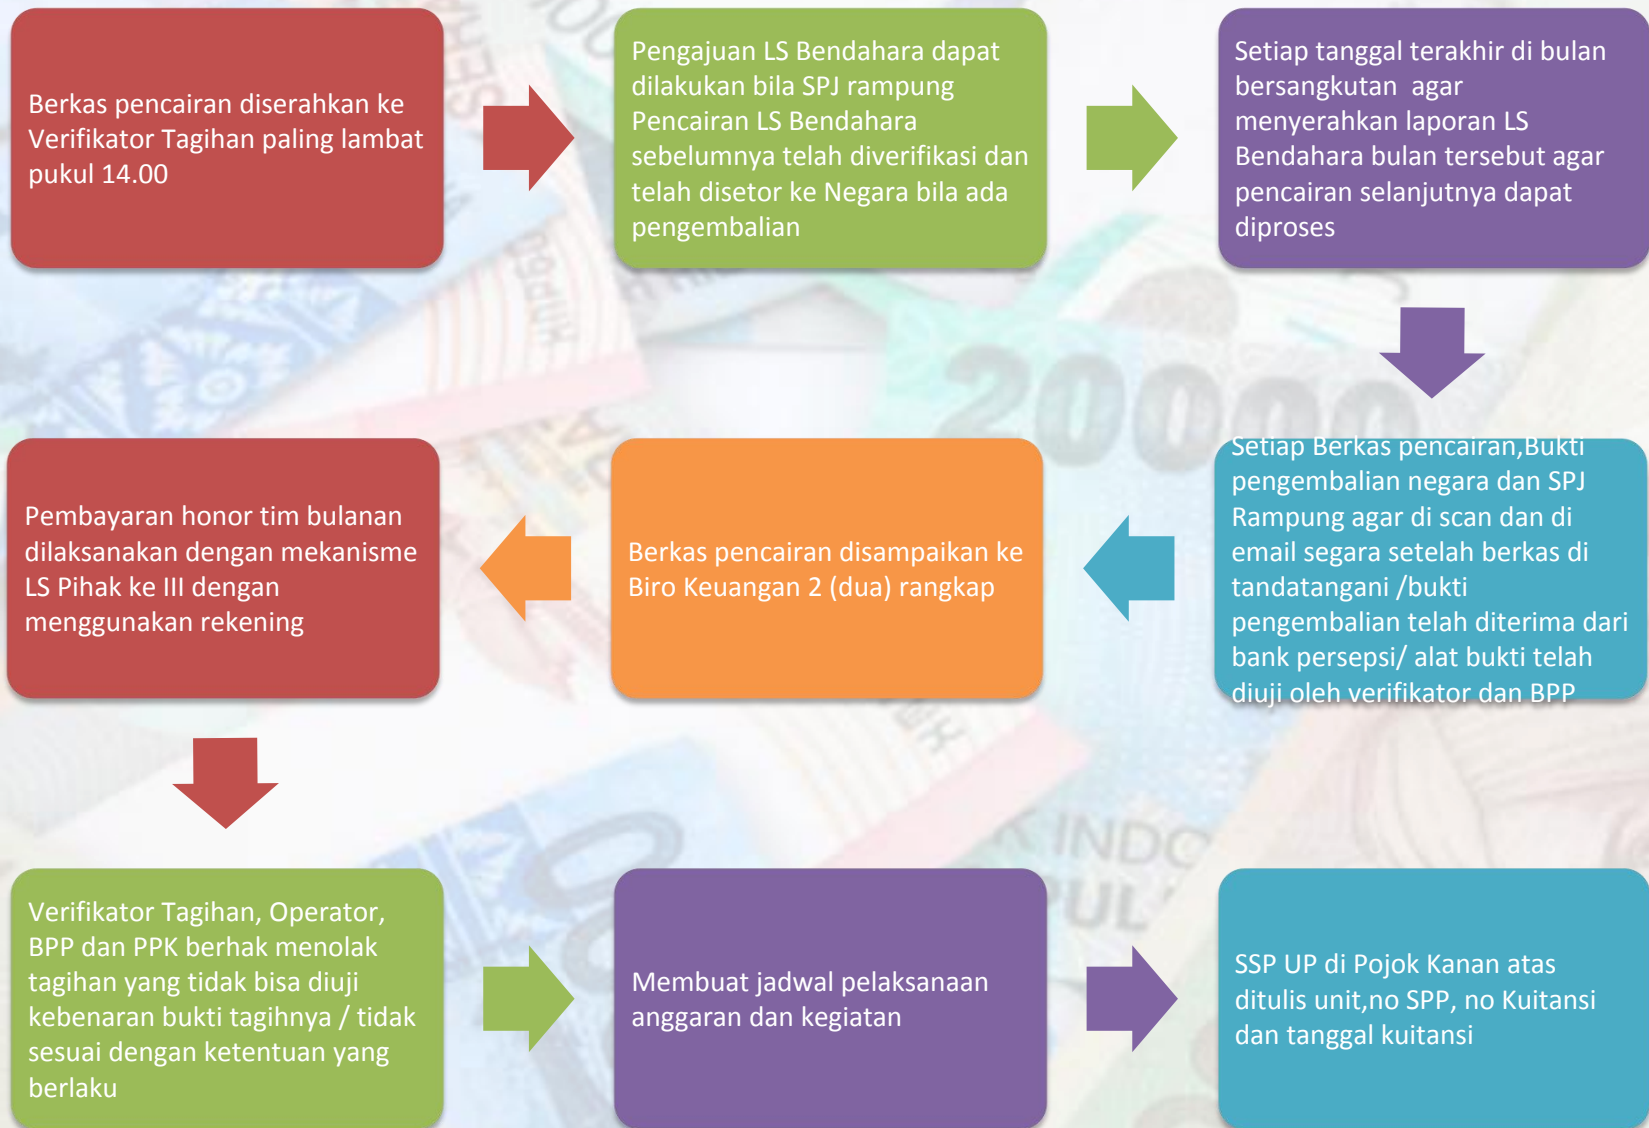 Berkas pencairan diserahkan ke
Verifikator Tagihan paling lambat
pukul 14.00
Pengajuan LS Bendahara dapat
dilakukan bila SPJ rampung
Pencairan LS Bendahara
sebelumnya telah diverifikasi dan
telah disetor ke Negara bila ada
pengembalian
Setiap tanggal terakhir di bulan
bersangkutan agar
menyerahkan laporan LS
Bendahara bulan tersebut agar
pencairan selanjutnya dapat
diproses
Setiap Berkas pencairan,Bukti
pengembalian negara dan SPJ
Rampung agar di scan dan di
email segara setelah berkas di
tandatangani /bukti
pengembalian telah diterima dari
bank persepsi/ alat bukti telah
diuji oleh verifikator dan BPP
Berkas pencairan disampaikan ke
Biro Keuangan 2 (dua) rangkap
Pembayaran honor tim bulanan
dilaksanakan dengan mekanisme
LS Pihak ke III dengan
menggunakan rekening
Verifikator Tagihan, Operator,
BPP dan PPK berhak menolak
tagihan yang tidak bisa diuji
kebenaran bukti tagihnya / tidak
sesuai dengan ketentuan yang
berlaku
Membuat jadwal pelaksanaan
anggaran dan kegiatan
SSP UP di Pojok Kanan atas
ditulis unit,no SPP, no Kuitansi
dan tanggal kuitansi
20000